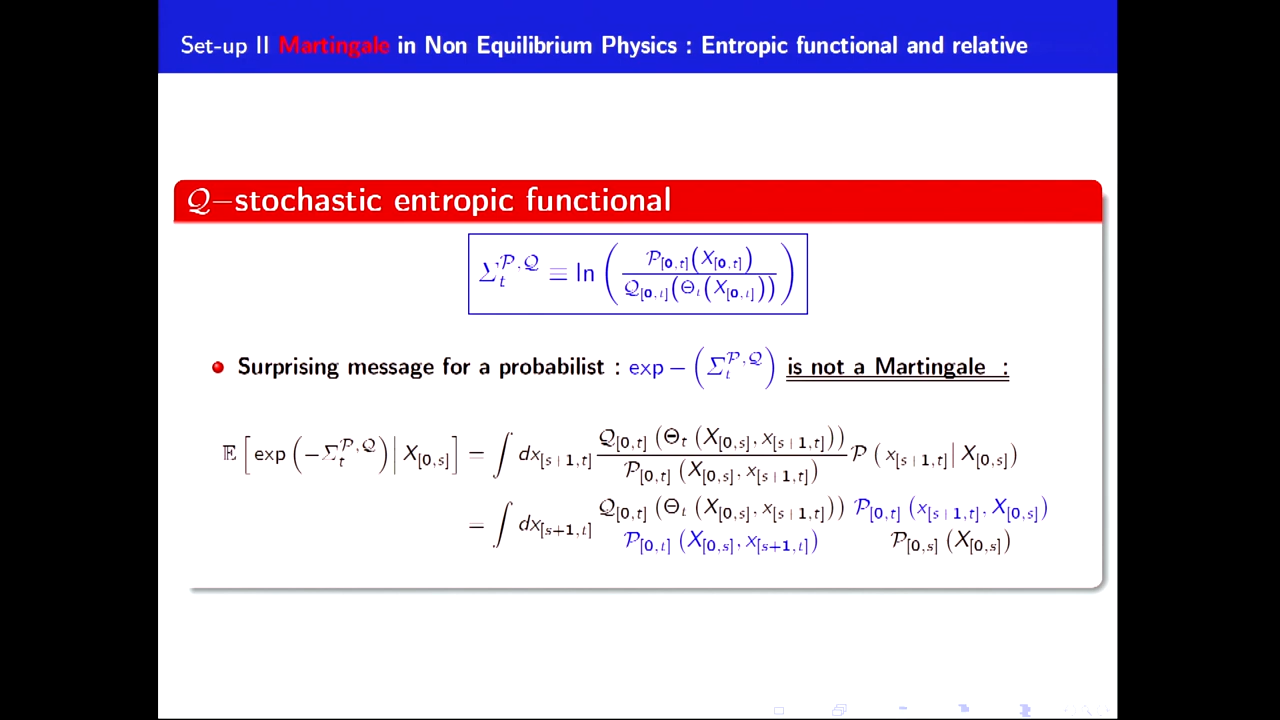 Set-up II Martingale in Non Equilibrium Physics : Entropic functional and relative
𝒬−stochastic entropic functional
Σ_t^{𝒫,𝒬} ≡ ln ( 𝒫_{[0,t]}(X_{[0,t]}) / 𝒬_{[0,t]}(Θ_t(X_{[0,t]})) )
Surprising message for a probabilist : exp − (Σ_t^{𝒫,𝒬}) is not a Martingale :
𝔼 [ exp (−Σ_t^{𝒫,𝒬}) | X_{[0,s]} ] = ∫ dx_{[s+1,t]} 𝒬_{[0,t]} (Θ_t (X_{[0,s]}, x_{[s+1,t]})) / 𝒫_{[0,t]} (X_{[0,s]}, x_{[s+1,t]}) 𝒫 ( x_{[s+1,t]} | X_{[0,s]} )
= ∫ dx_{[s+1,t]} 𝒬_{[0,t]} (Θ_t (X_{[0,s]}, x_{[s+1,t]})) / 𝒫_{[0,t]} (X_{[0,s]}, x_{[s+1,t]}) 𝒫_{[0,t]} (x_{[s+1,t]}, X_{[0,s]}) / 𝒫_{[0,s]} (X_{[0,s]})